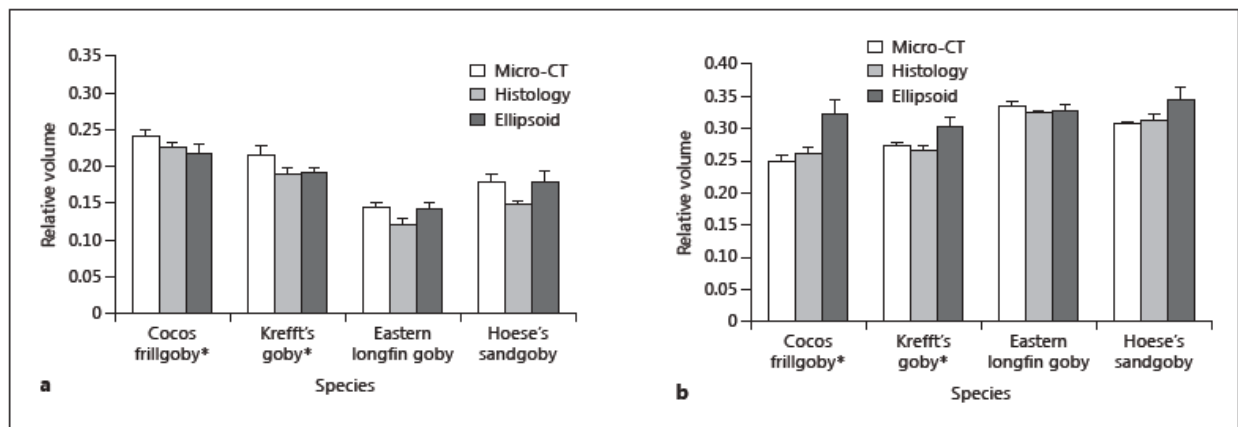 0.35
0.30
0.25
0.20
0.15
0.10
0.05
0
Relative volume
Micro-CT
Histology
Ellipsoid
Cocos
frillgoby*
Krefft's
goby*
Eastern
longfin goby
Hoese's
sandgoby
Species
a
0.40
0.35
0.30
0.25
0.20
0.15
0.10
0.05
0
Relative volume
Micro-CT
Histology
Ellipsoid
Cocos
frillgoby*
Krefft's
goby*
Eastern
longfin goby
Hoese's
sandgoby
Species
b